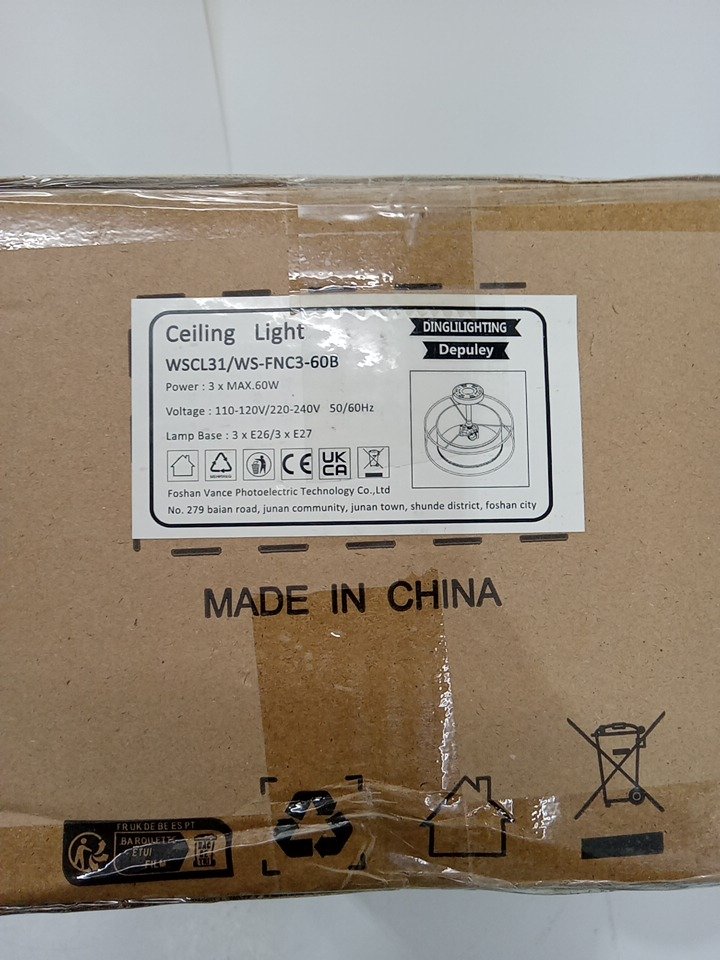 Ceiling Light
DINGLILIGHTING
Depuley
WSCL31/WS-FNC3-60B
Power : 3 x MAX.60W
Voltage : 110-120V/220-240V 50/60Hz
Lamp Base : 3 x E26/3 x E27
CE
UK
CA
Foshan Vance Photoelectric Technology Co.,Ltd
No. 279 baian road, junan community, junan town, shunde district, foshan city
MADE IN CHINA
FR UK DE BE ES PT
ETUI
FILM